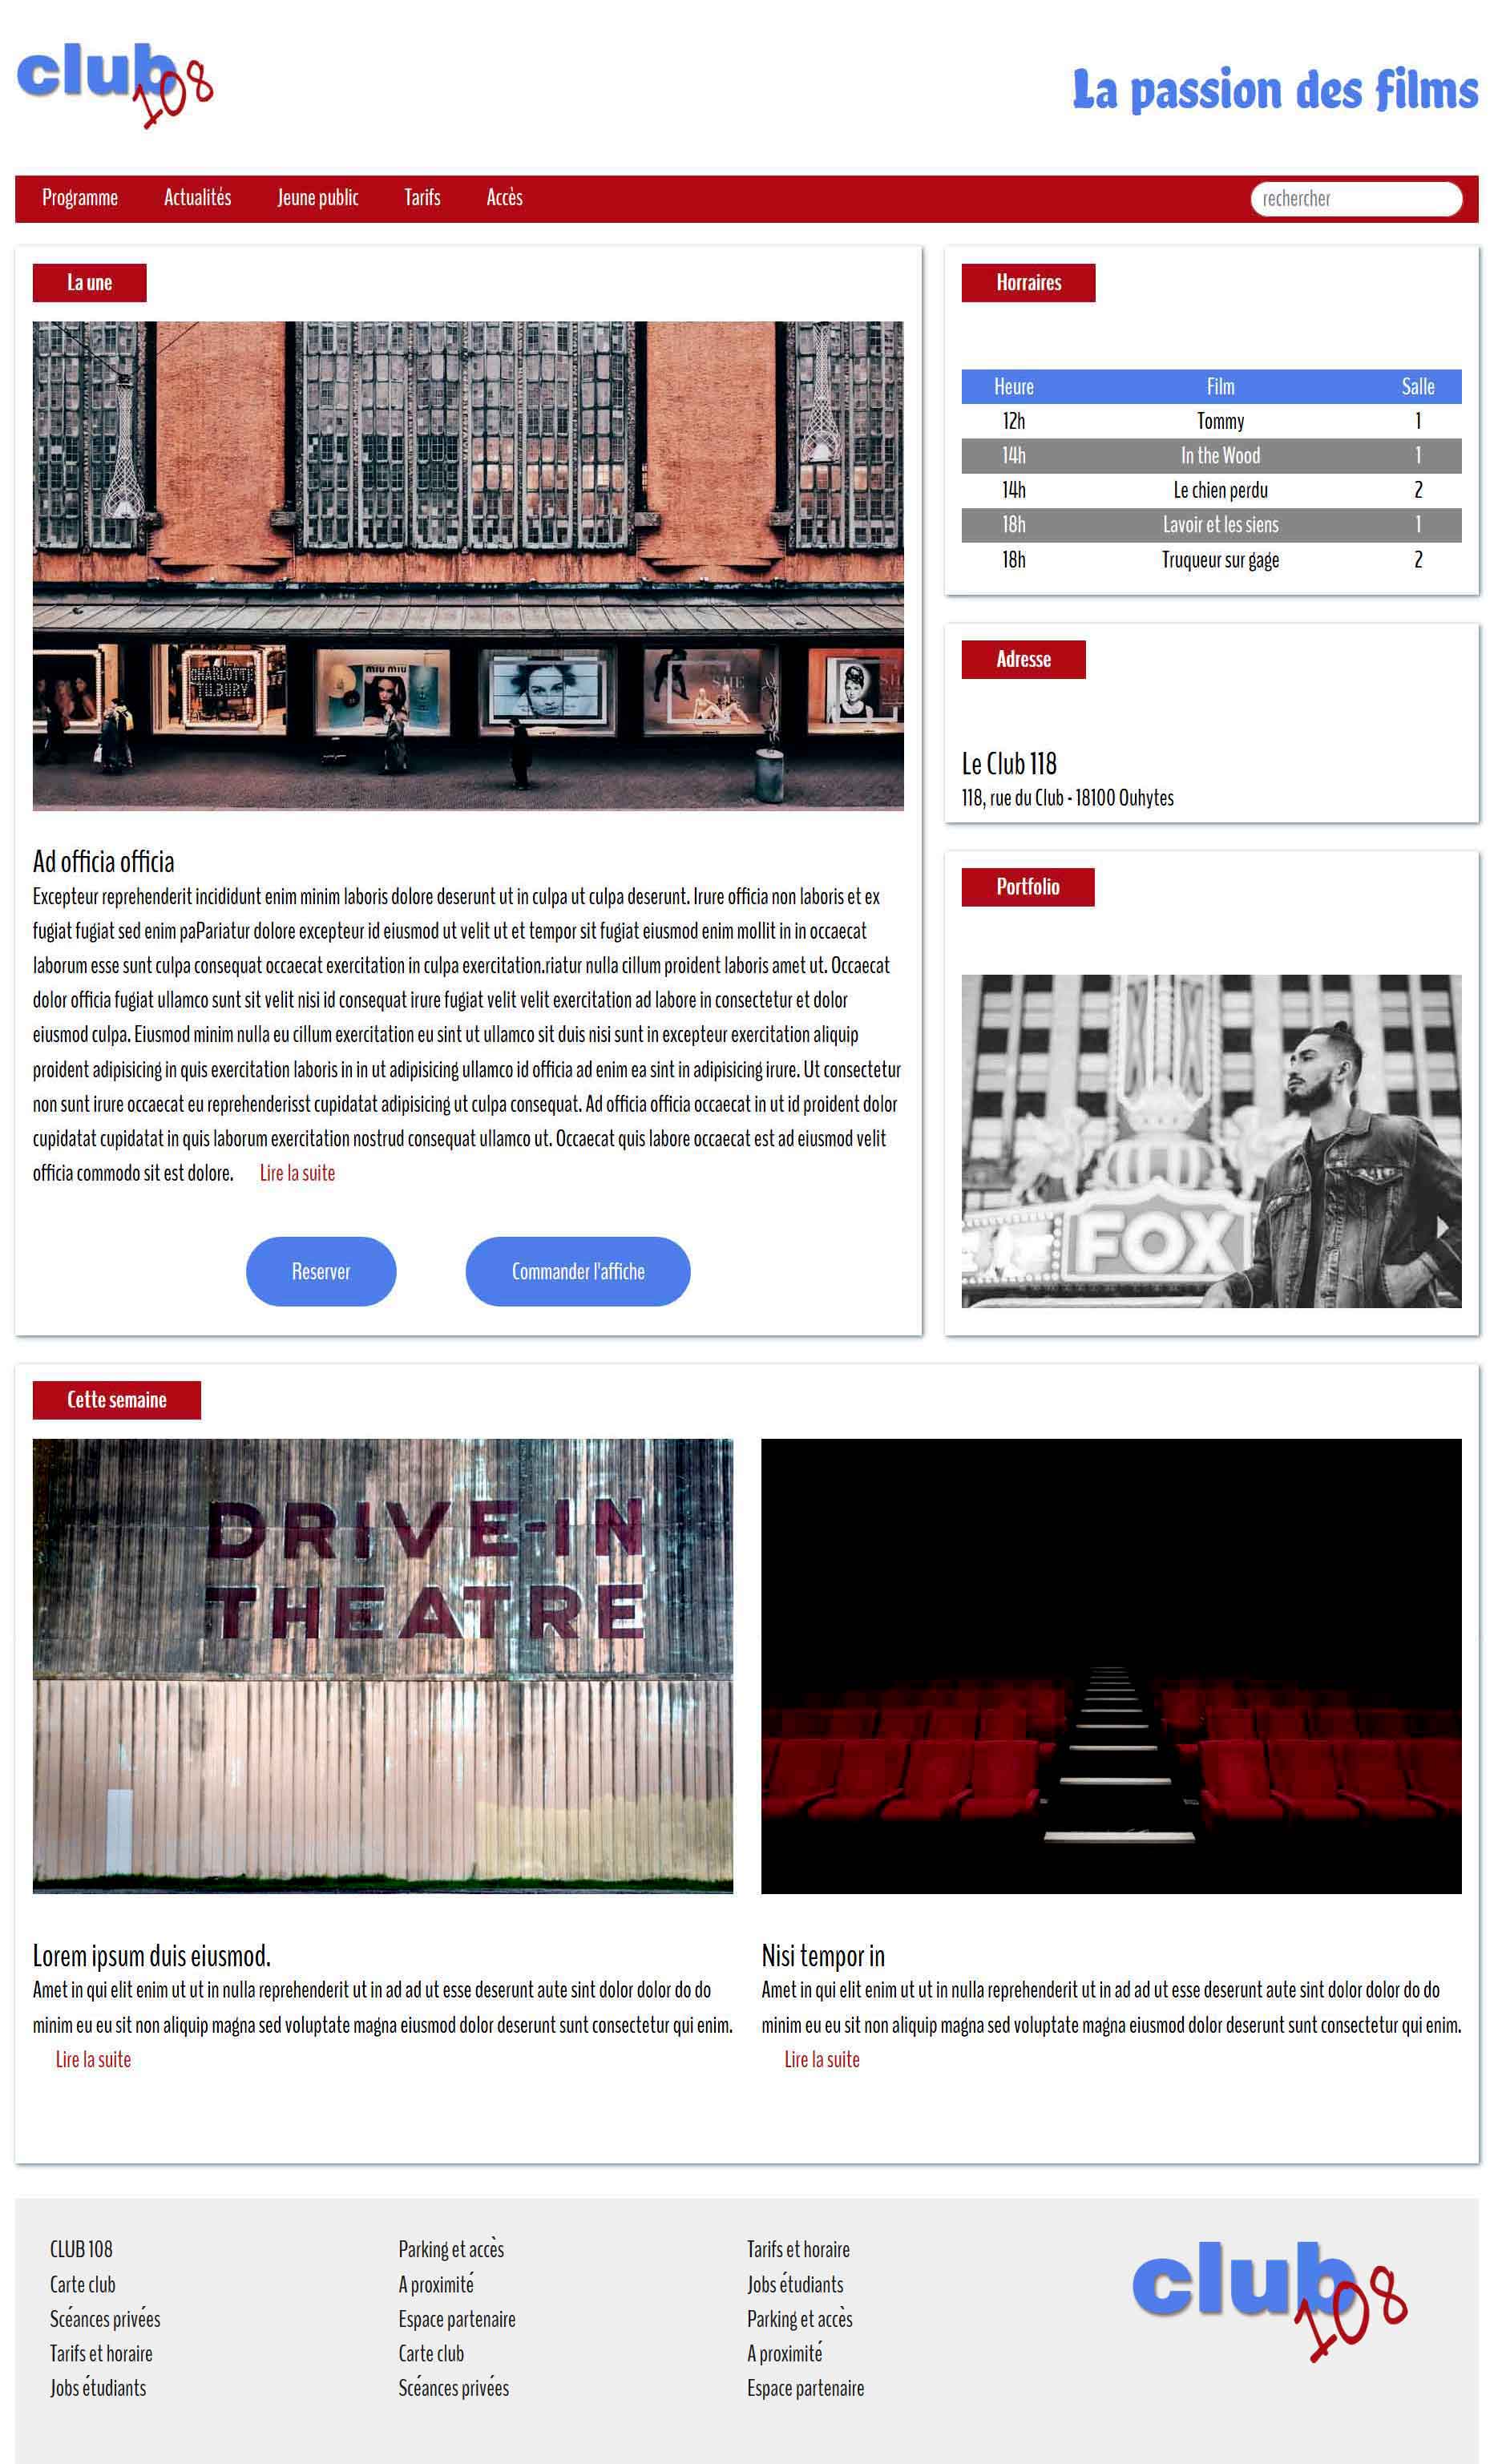 club 108
La passion des films
Programme Actualités Jeune public Tarifs Accès rechercher
La une
CHARLOTTE
TILBURY
miu miu
SHE
SH
Ad officia officia
Excepteur reprehenderit incididunt enim minim laboris dolore deserunt ut in culpa ut culpa deserunt. Irure officia non laboris et ex
fugiat fugiat sed enim paPariatur dolore excepteur id eiusmod ut velit ut et tempor sit fugiat eiusmod enim mollit in in occaecat
laborum esse sunt culpa consequat occaecat exercitation in culpa exercitation.riatur nulla cillum proident laboris amet ut. Occaecat
dolor officia fugiat ullamco sunt sit velit nisi id consequat irure fugiat velit velit exercitation ad labore in consectetur et dolor
eiusmod culpa. Eiusmod minim nulla eu cillum exercitation eu sint ut ullamco sit duis nisi sunt in excepteur exercitation aliquip
proident adipisicing in quis exercitation laboris in in ut adipisicing ullamco id officia ad enim ea sint in adipisicing irure. Ut consectetur
non sunt irure occaecat eu reprehenderisst cupidatat adipisicing ut culpa consequat. Ad officia officia occaecat in ut id proident dolor
cupidatat cupidatat in quis laborum exercitation nostrud consequat ullamco ut. Occaecat quis labore occaecat est ad eiusmod velit
officia commodo sit est dolore. Lire la suite
Reserver Commander l'affiche
Horraires
Heure Film Salle
12h Tommy 1
14h In the Wood 1
14h Le chien perdu 2
18h Lavoir et les siens 1
18h Truqueur sur gage 2
Adresse
Le Club 118
118, rue du Club - 18100 Ouhytes
Portfolio
FOX
Cette semaine
DRIVE-IN
THEATRE
Lorem ipsum duis eiusmod.
Amet in qui elit enim ut ut in nulla reprehenderit ut in ad ad ut esse deserunt aute sint dolor dolor do do
minim eu eu sit non aliquip magna sed voluptate magna eiusmod dolor deserunt sunt consectetur qui enim.
Lire la suite
Nisi tempor in
Amet in qui elit enim ut ut in nulla reprehenderit ut in ad ad ut esse deserunt aute sint dolor dolor do do
minim eu eu sit non aliquip magna sed voluptate magna eiusmod dolor deserunt sunt consectetur qui enim.
Lire la suite
CLUB 108
Carte club
Scéances privées
Tarifs et horaire
Jobs étudiants
Parking et accès
A proximité
Espace partenaire
Carte club
Scéances privées
Tarifs et horaire
Jobs étudiants
Parking et accès
A proximité
Espace partenaire
club 108